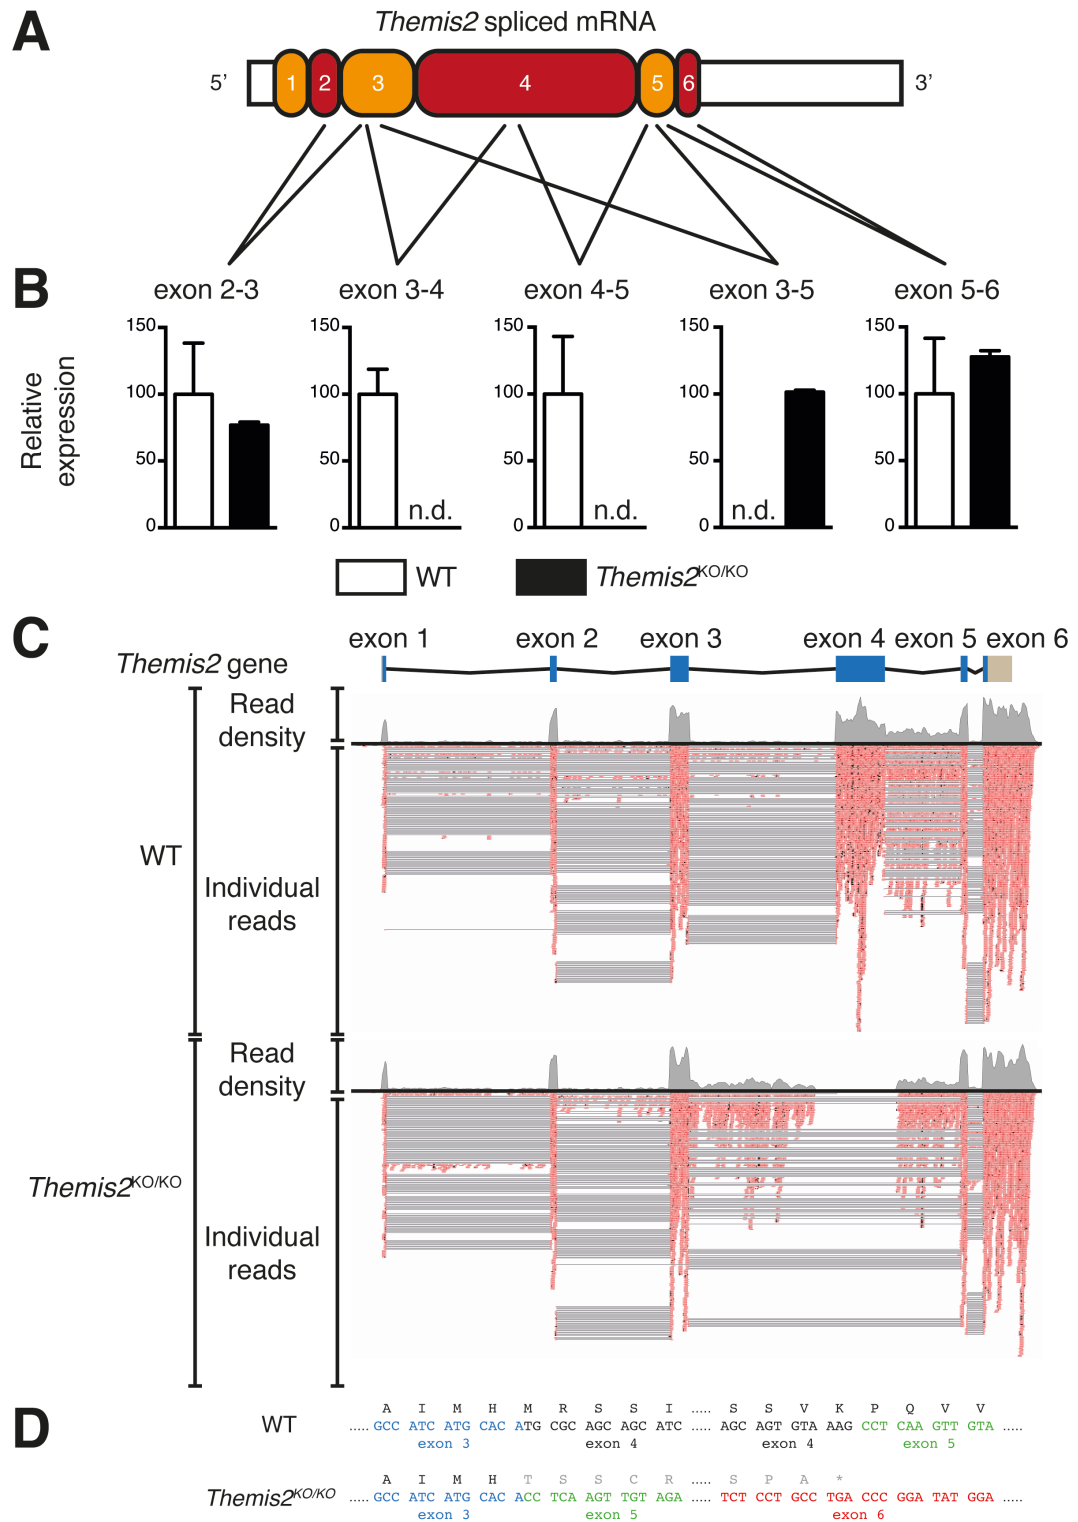 A
Themis2 spliced mRNA
5’ 1 2 3 4 5 6 3’
B
exon 2-3 exon 3-4 exon 4-5 exon 3-5 exon 5-6
Relative expression
150 150 150 150 150
100 100 100 100 100
50 50 50 50 50
n.d. n.d. n.d.
0 0 0 0 0
WT Themis2KO/KO
C
exon 1 exon 2 exon 3 exon 4 exon 5 exon 6
Themis2 gene
Read
density
WT
Individual
reads
Read
density
Themis2KO/KO
Individual
reads
D
A I M H M R S S I ..... S S V K P Q V V
WT ..... GCC ATC ATG CAC ATG CGC AGC AGC ATC ..... AGC AGT GTA AAG CCT CAA GTT GTA .....
exon 3 exon 4 exon 4 exon 5
A I M H T S S C R ..... S P A *
Themis2KO/KO ..... GCC ATC ATG CAC ACC TCA AGT TGT AGA ..... TCT CCT GCC TGA CCC GGA TAT GGA .....
exon 3 exon 5 exon 6